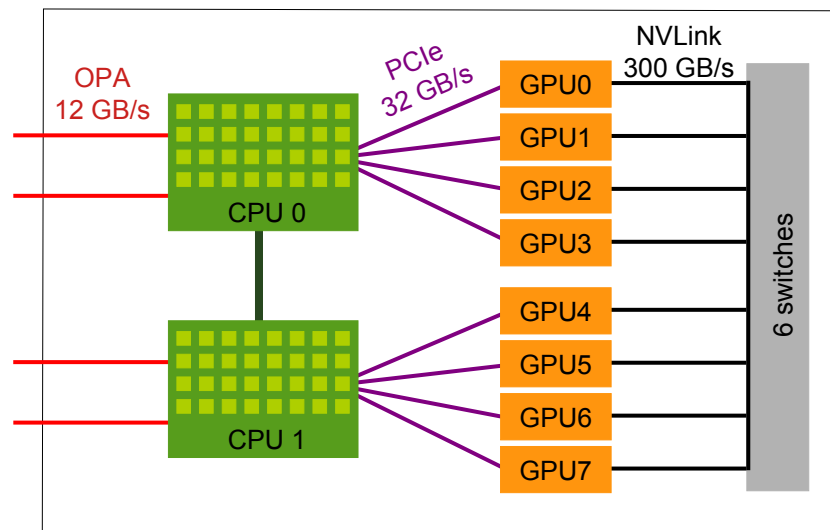 OPA
12 GB/s
PCIe
32 GB/s
NVLink
300 GB/s
CPU 0
GPU0
GPU1
GPU2
GPU3
CPU 1
GPU4
GPU5
GPU6
GPU7
6 switches